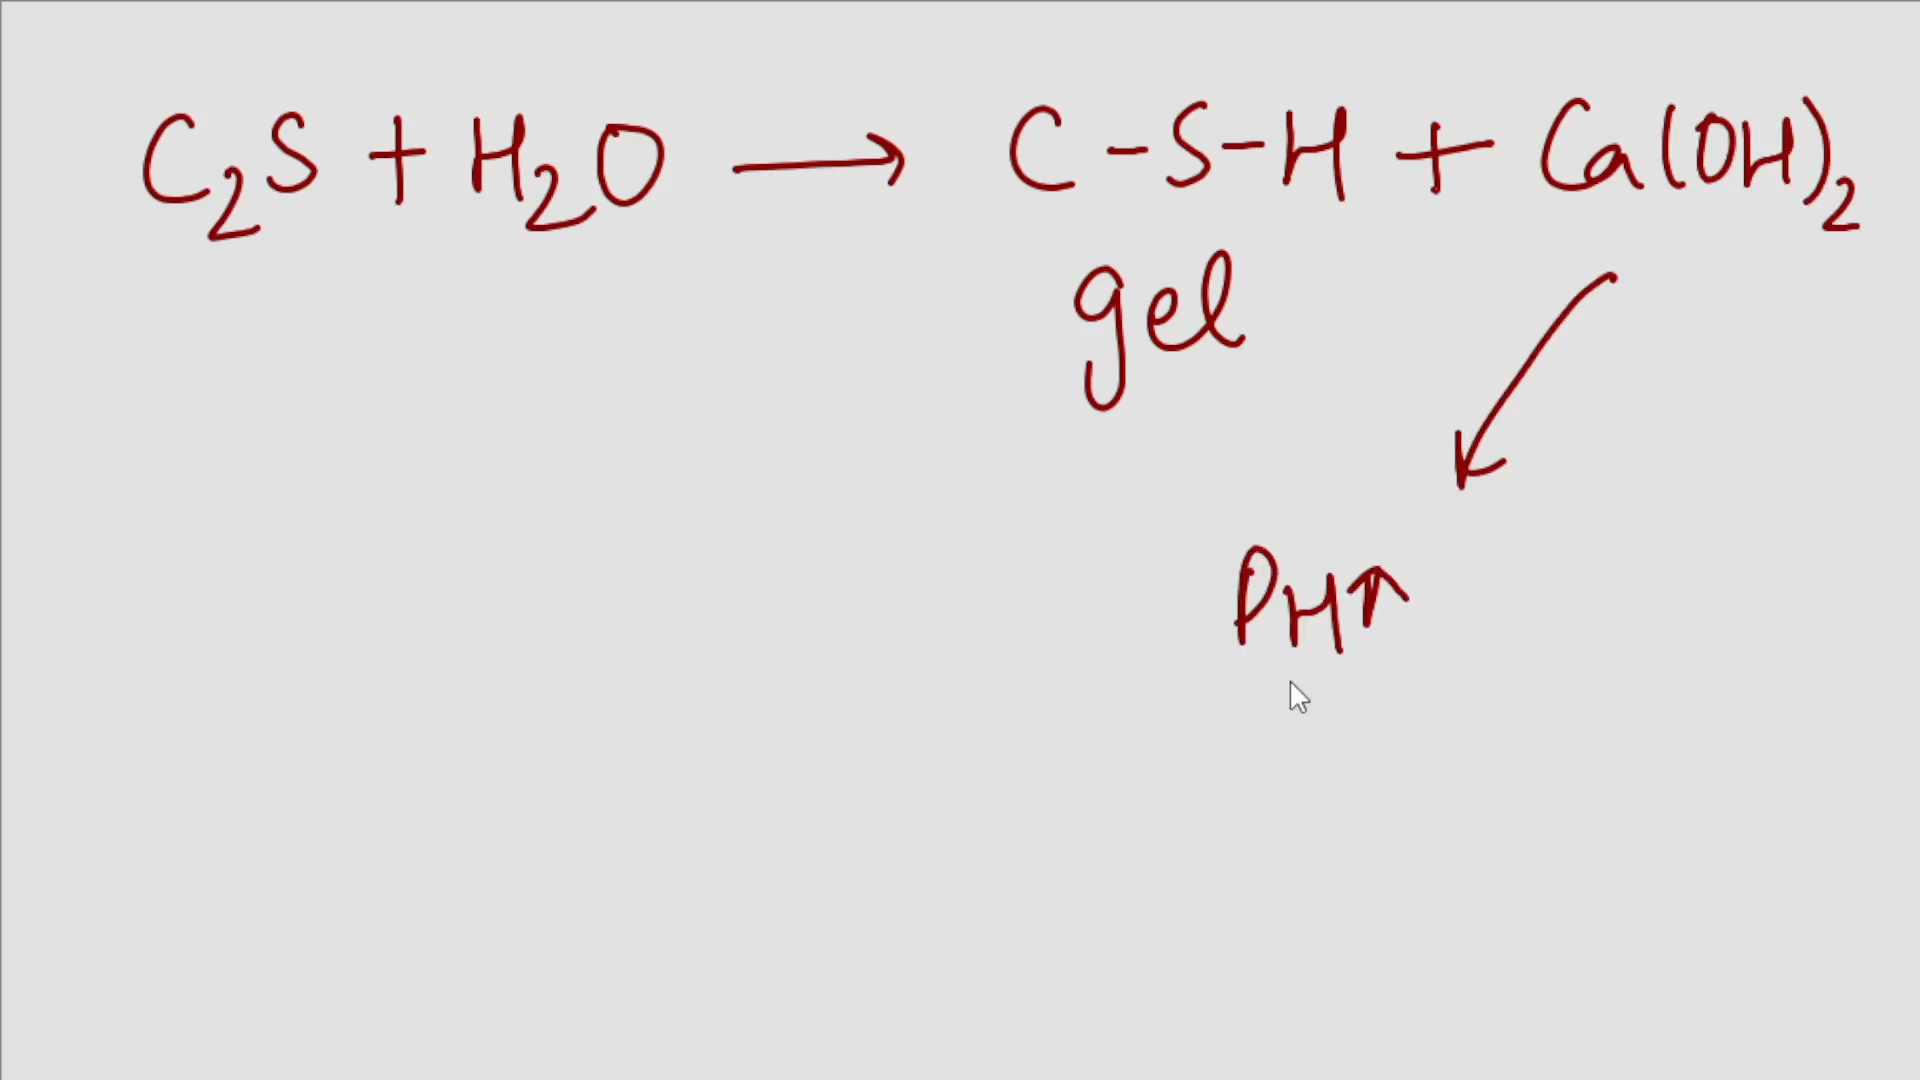 C₂S + H₂O ⟶ C-S-H + Ca(OH)₂
gel
PH↑